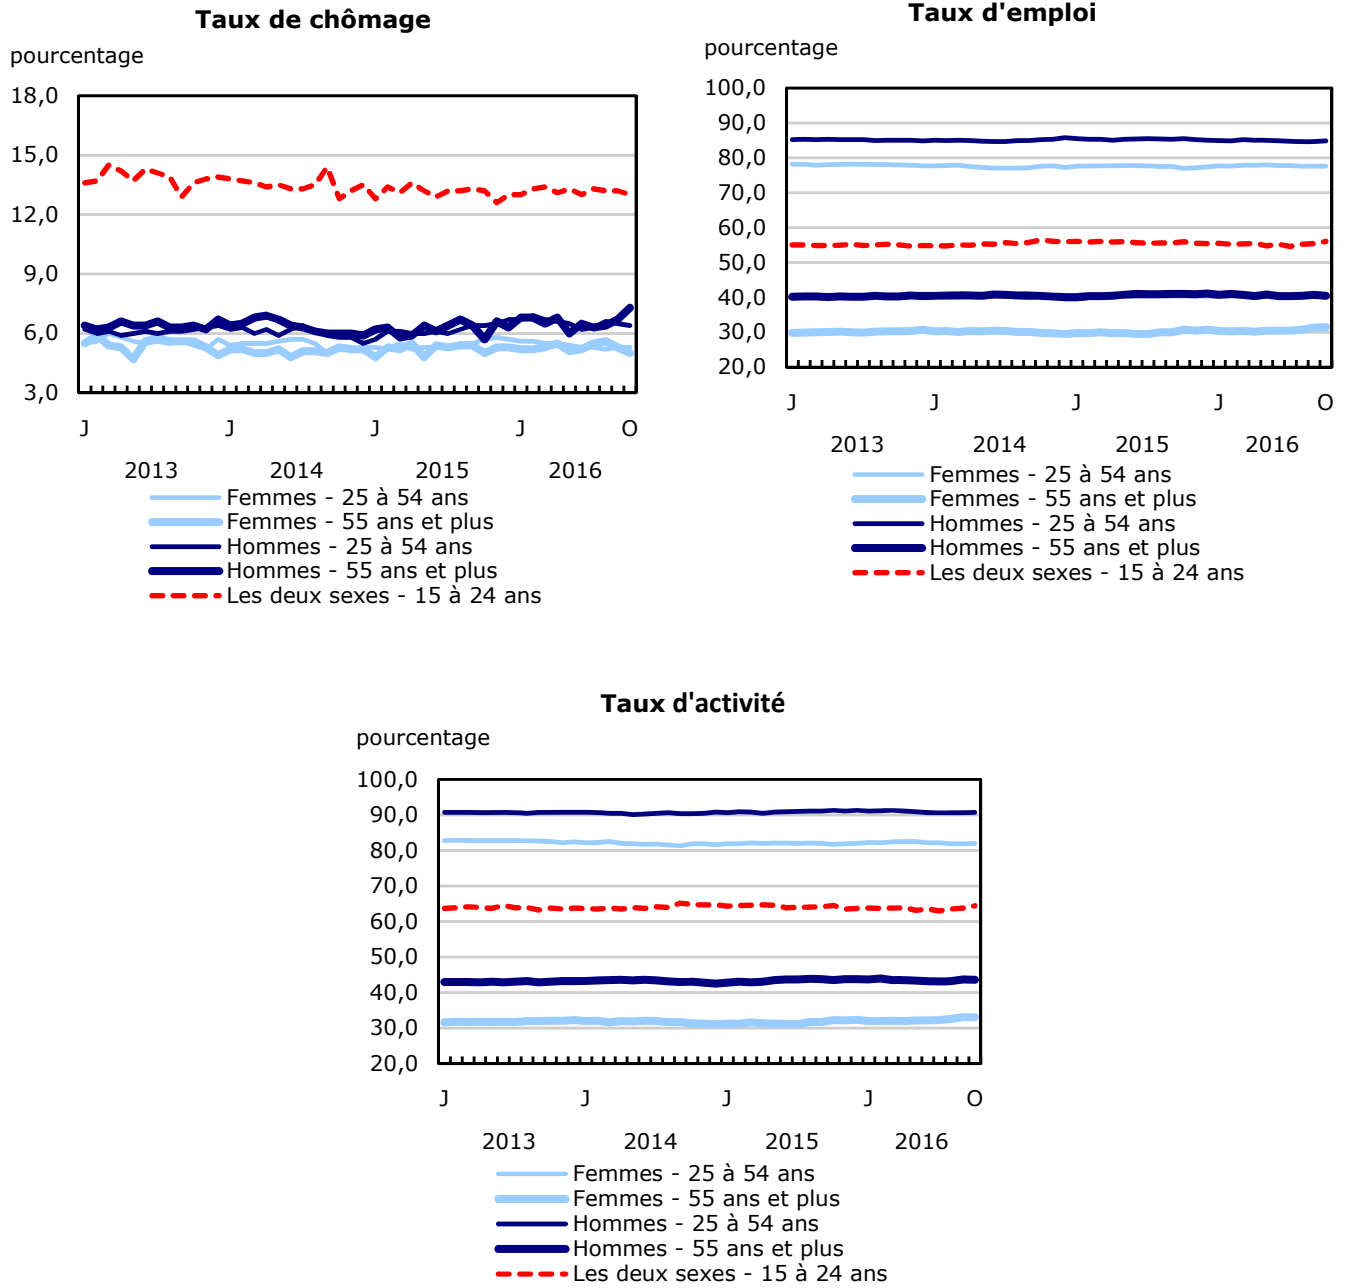 Taux de chômage
pourcentage
18,0
15,0
12,0
9,0
6,0
3,0
J J J J O
2013 2014 2015 2016
Femmes - 25 à 54 ans
Femmes - 55 ans et plus
Hommes - 25 à 54 ans
Hommes - 55 ans et plus
Les deux sexes - 15 à 24 ans
Taux d'emploi
pourcentage
100,0
90,0
80,0
70,0
60,0
50,0
40,0
30,0
20,0
J J J J O
2013 2014 2015 2016
Femmes - 25 à 54 ans
Femmes - 55 ans et plus
Hommes - 25 à 54 ans
Hommes - 55 ans et plus
Les deux sexes - 15 à 24 ans
Taux d'activité
pourcentage
100,0
90,0
80,0
70,0
60,0
50,0
40,0
30,0
20,0
J J J J O
2013 2014 2015 2016
Femmes - 25 à 54 ans
Femmes - 55 ans et plus
Hommes - 25 à 54 ans
Hommes - 55 ans et plus
Les deux sexes - 15 à 24 ans